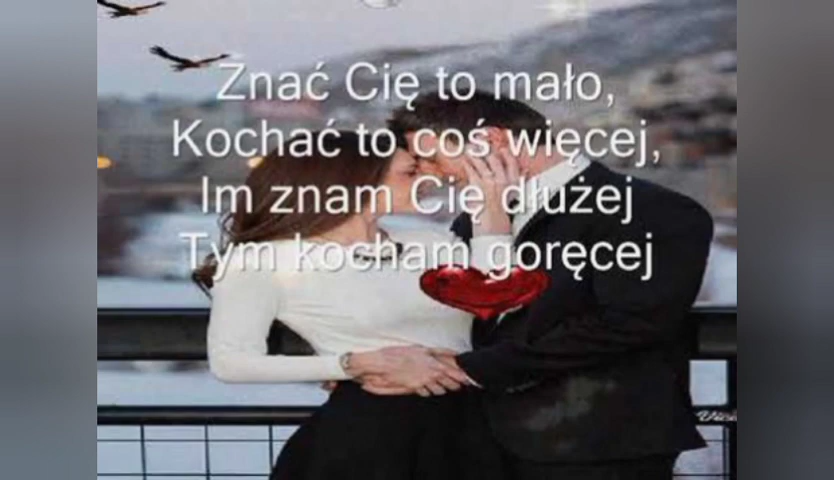 Znać Cię to mało,
Kochać to coś więcej,
Im znam Cię dłużej
Tym kocham goręcej